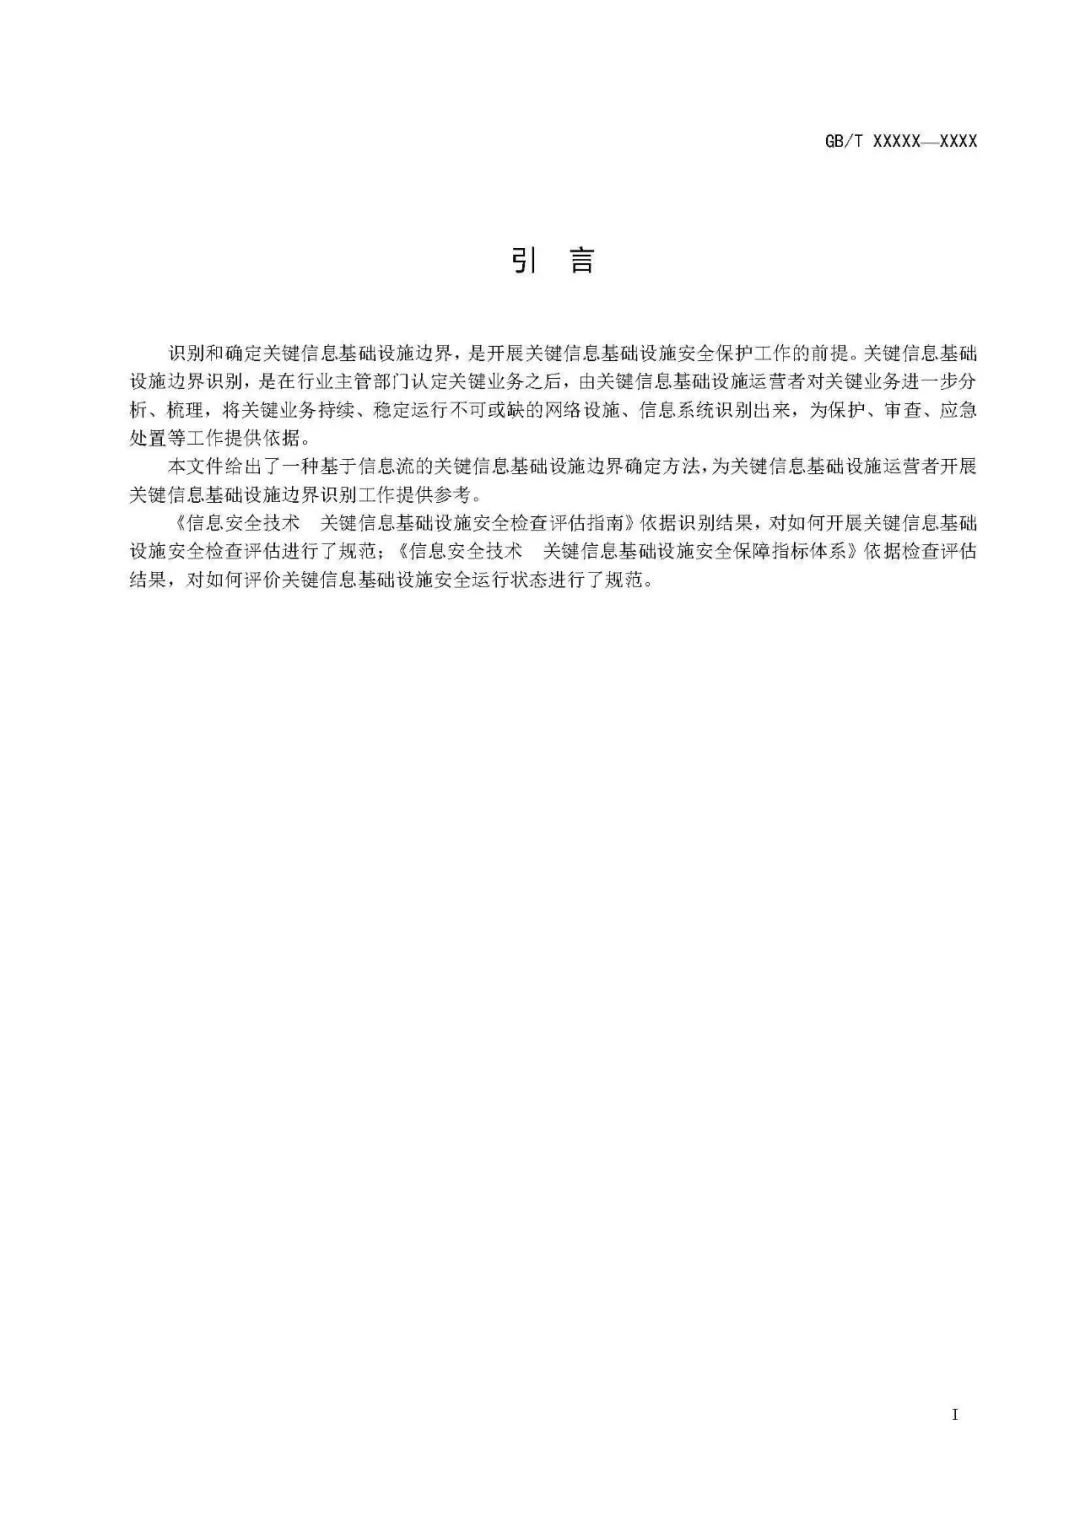 GB/T XXXXX—XXXX
引 言
识别和确定关键信息基础设施边界，是开展关键信息基础设施安全保护工作的前提。关键信息基础
设施边界识别，是在行业主管部门认定关键业务之后，由关键信息基础设施运营者对关键业务进一步分
析、梳理，将关键业务持续、稳定运行不可或缺的网络设施、信息系统识别出来，为保护、审查、应急
处置等工作提供依据。
本文件给出了一种基于信息流的关键信息基础设施边界确定方法，为关键信息基础设施运营者开展
关键信息基础设施边界识别工作提供参考。
《信息安全技术 关键信息基础设施安全检查评估指南》依据识别结果，对如何开展关键信息基础
设施安全检查评估进行了规范；《信息安全技术 关键信息基础设施安全保障指标体系》依据检查评估
结果，对如何评价关键信息基础设施安全运行状态进行了规范。
I